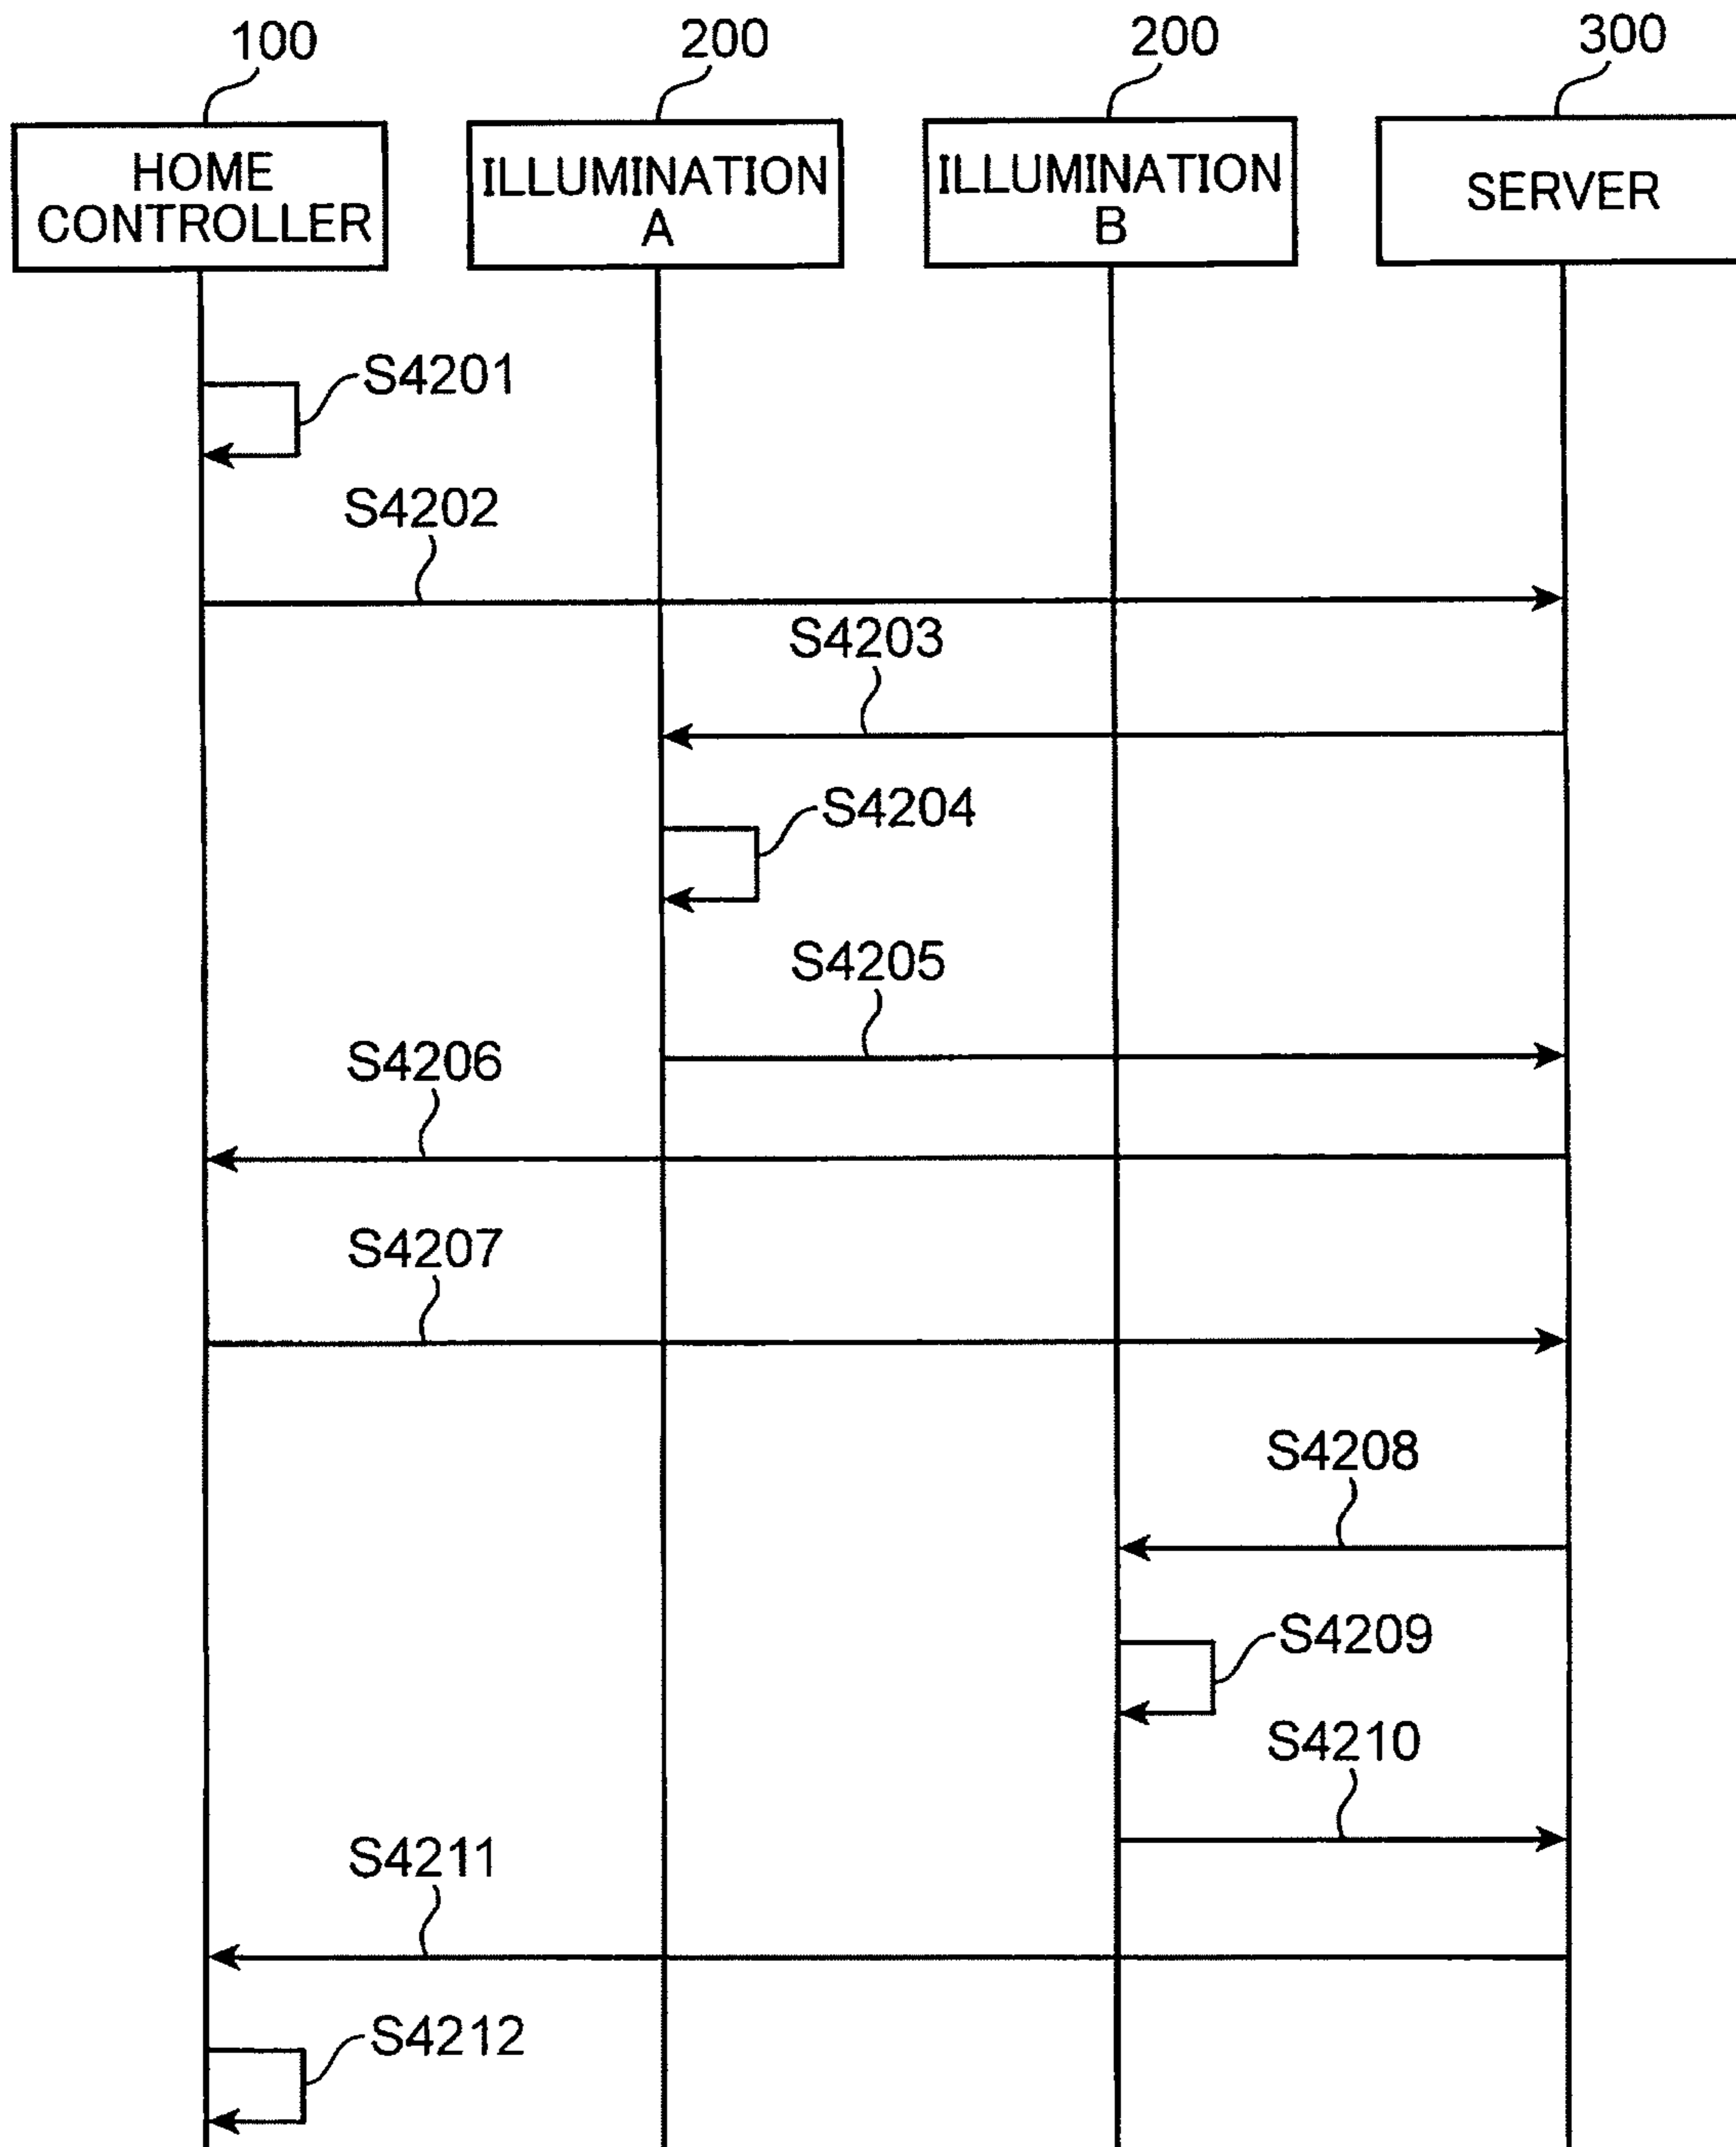 100
200
200
300
HOME
CONTROLLER
ILLUMINATION
A
ILLUMINATION
B
SERVER
S4201
S4202
S4203
S4204
S4205
S4206
S4207
S4208
S4209
S4210
S4211
S4212